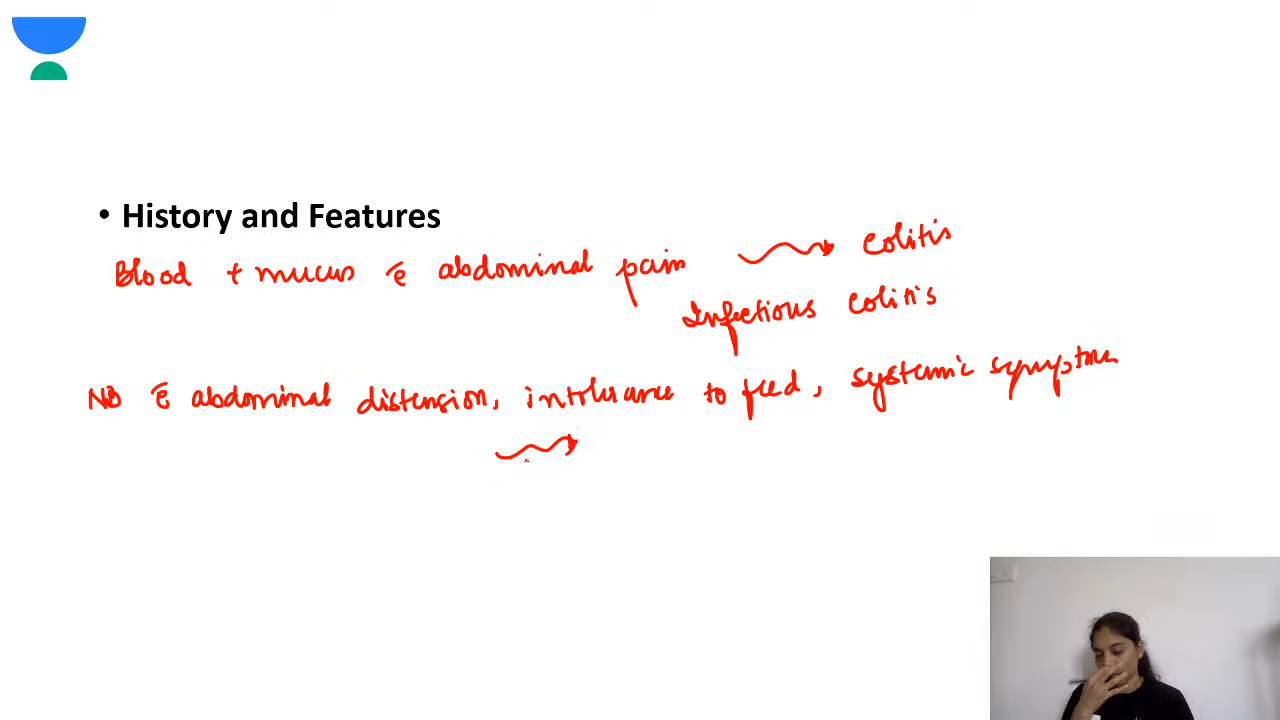 • History and Features
Blood + mucus c̄ abdominal pain → colitis
Infectious colitis
NB c̄ abdominal distension, intolerance to feed, systemic symptoms
→